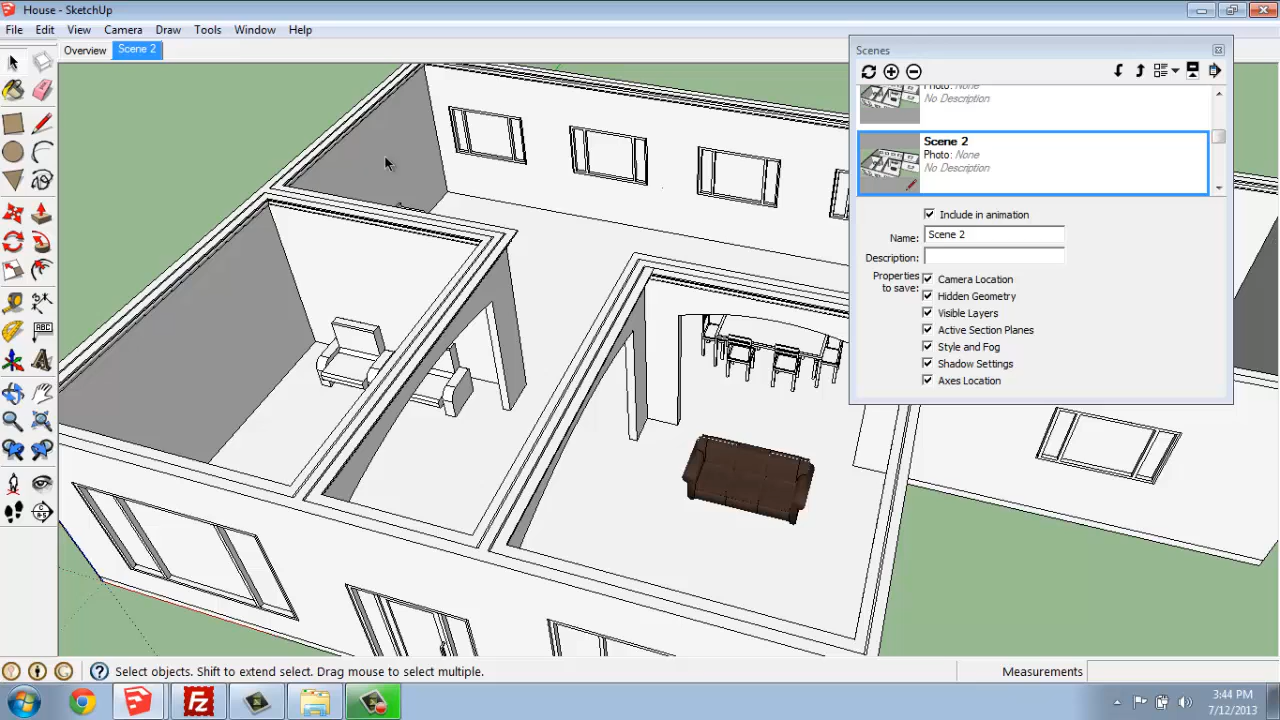 House - SketchUp
File Edit View Camera Draw Tools Window Help
Overview Scene 2
Scenes
Photo: None
No Description
Scene 2
Photo: None
No Description
Include in animation
Name: Scene 2
Description:
Properties to save:
Camera Location
Hidden Geometry
Visible Layers
Active Section Planes
Style and Fog
Shadow Settings
Axes Location
ABC
Select objects. Shift to extend select. Drag mouse to select multiple.
Measurements
Fz
3:44 PM
7/12/2013